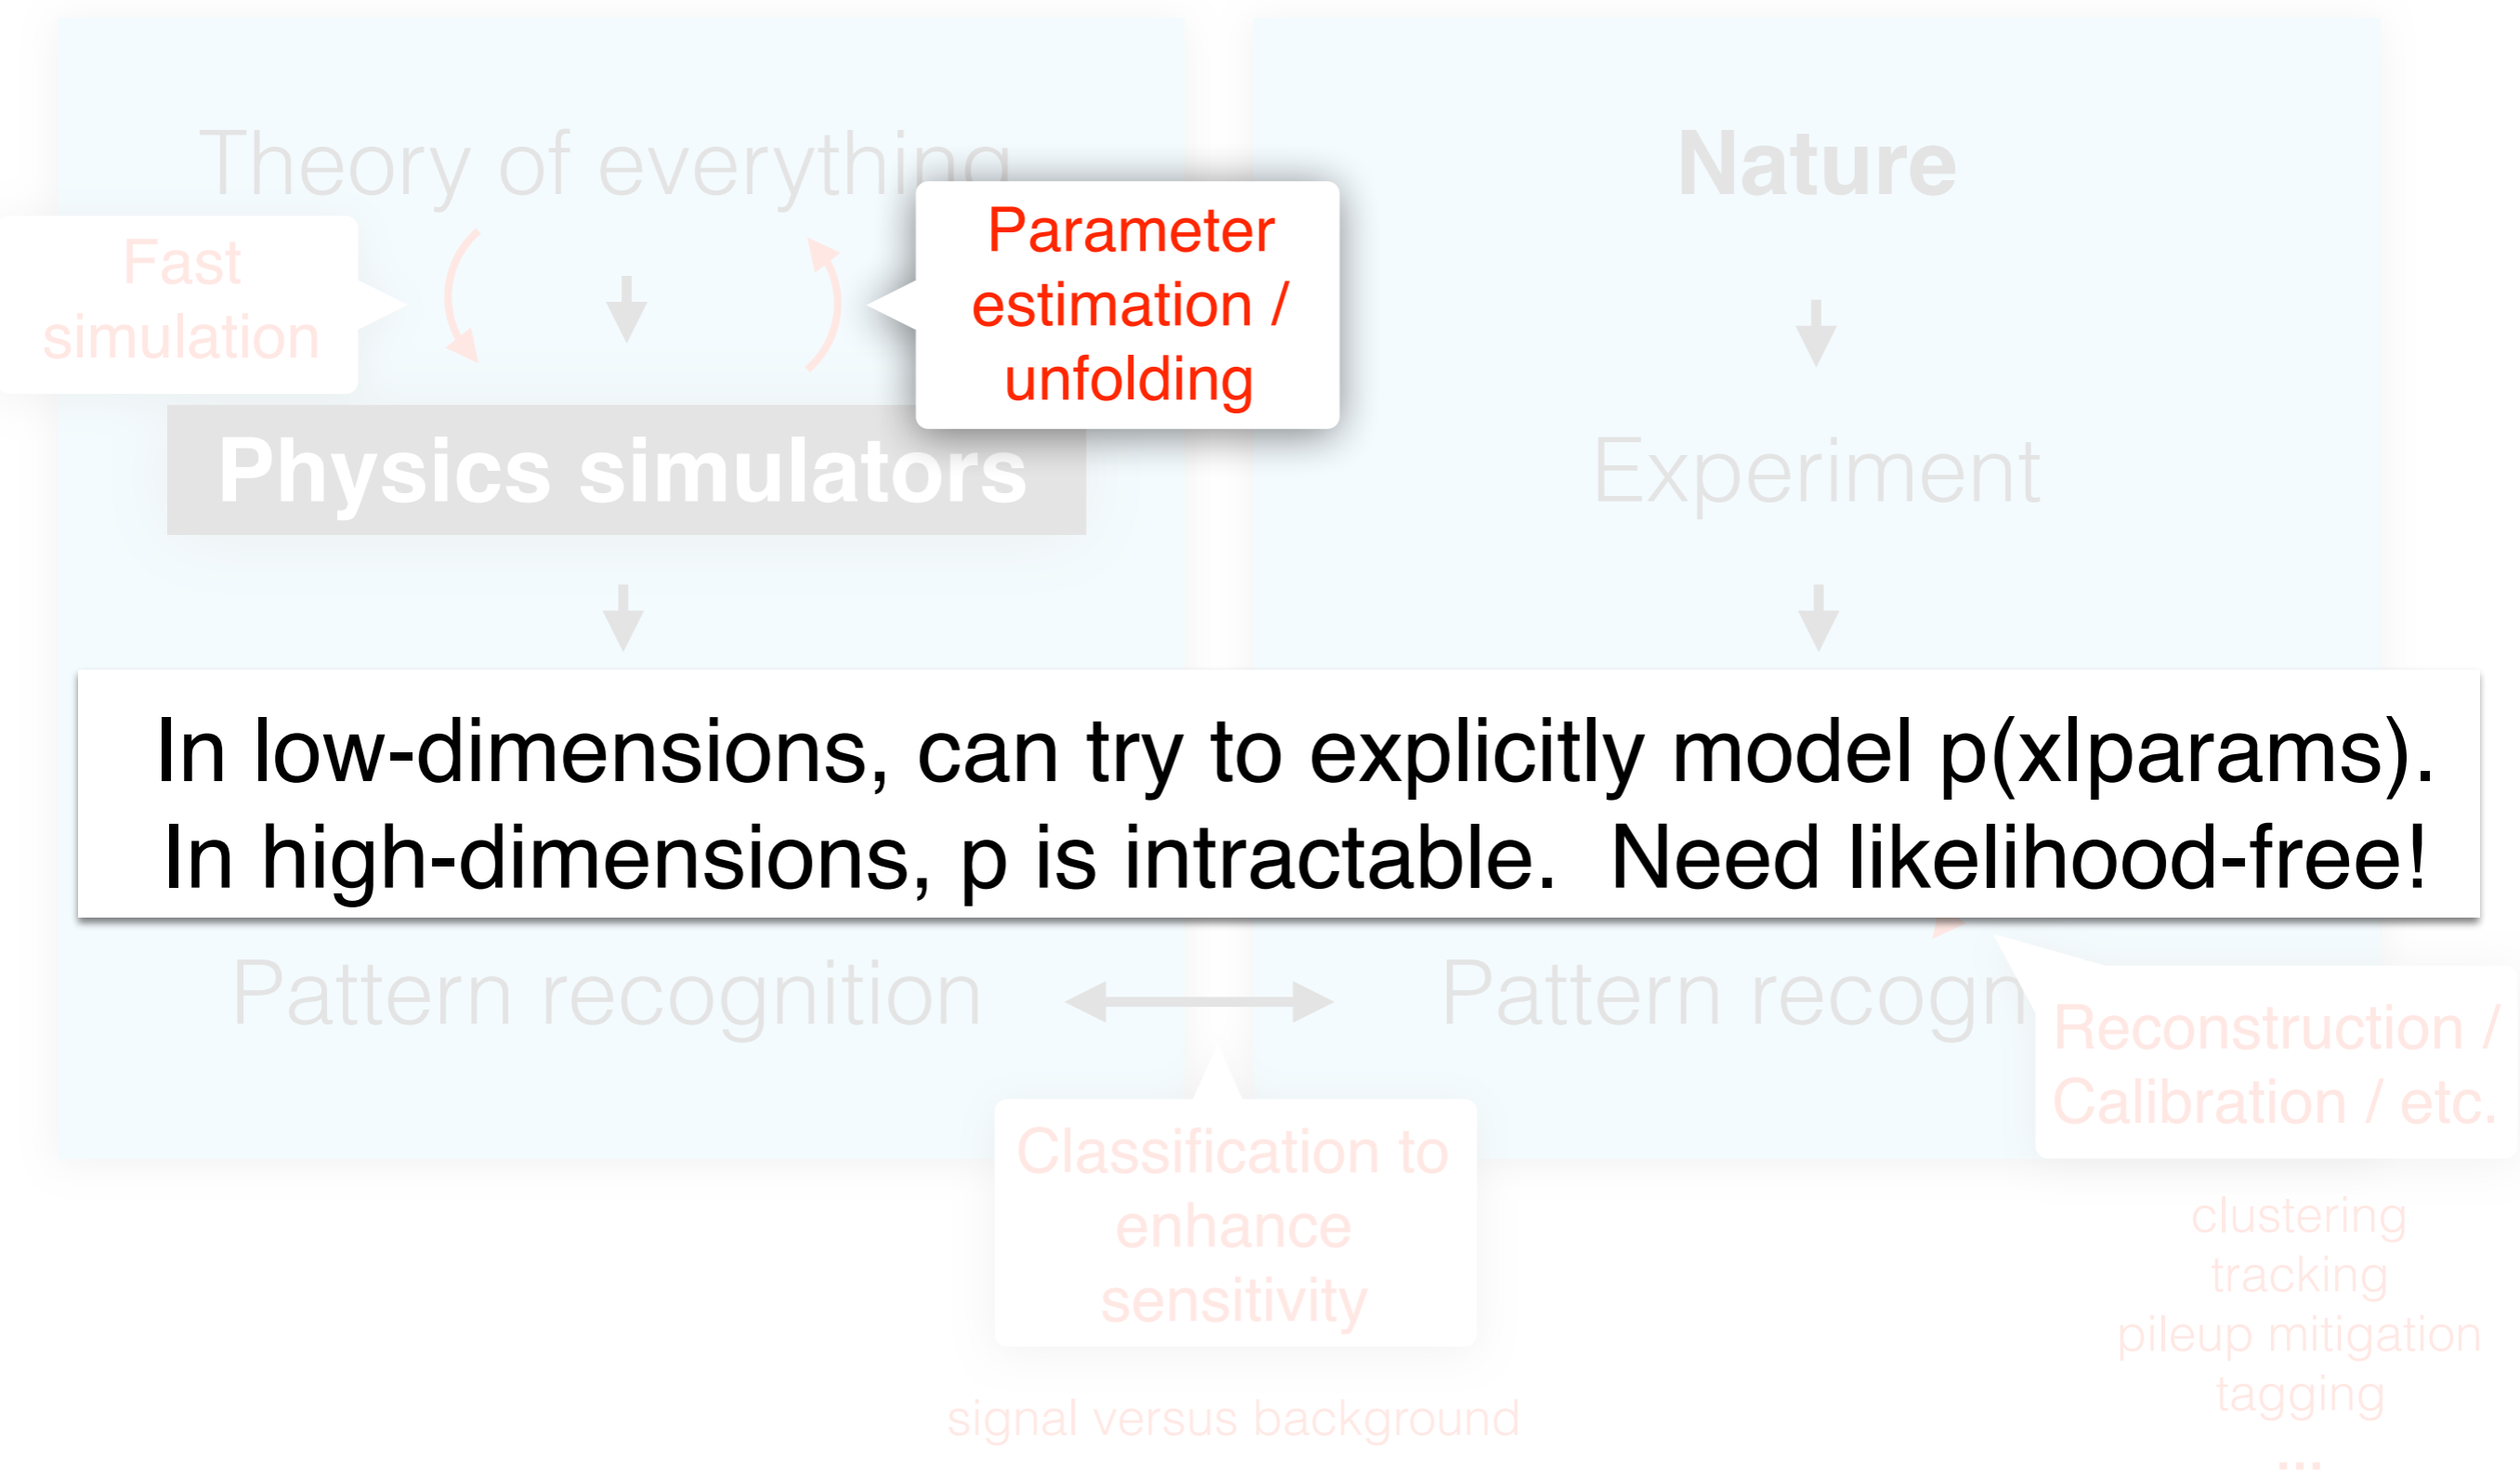 Theory of everything
Nature
Fast
simulation
Parameter
estimation /
unfolding
Physics simulators
Experiment
In low-dimensions, can try to explicitly model p(x|params).
In high-dimensions, p is intractable. Need likelihood-free!
Pattern recognition
Pattern recogn
Reconstruction /
Calibration / etc.
Classification to
enhance
sensitivity
signal versus background
clustering
tracking
pileup mitigation
tagging
...